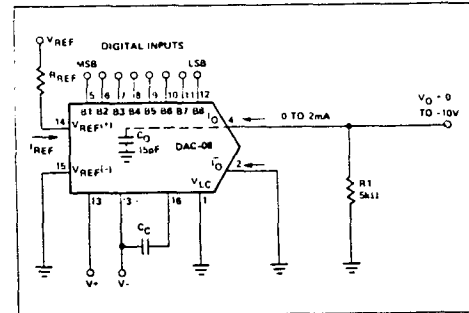 VREF
DIGITAL INPUTS
MSB LSB
RREF
5 6 7 8 9 10 11 12
B1 B2 B3 B4 B5 B6 B7 B8
14
VREF(+)
IO
4
0 TO 2mA
VO = 0
TO -10V
IREF
CO
15pF
DAC-08
15
VREF(-)
IO
2
VLC
R1
5kΩ
13
3
CC
16
1
V+
V-